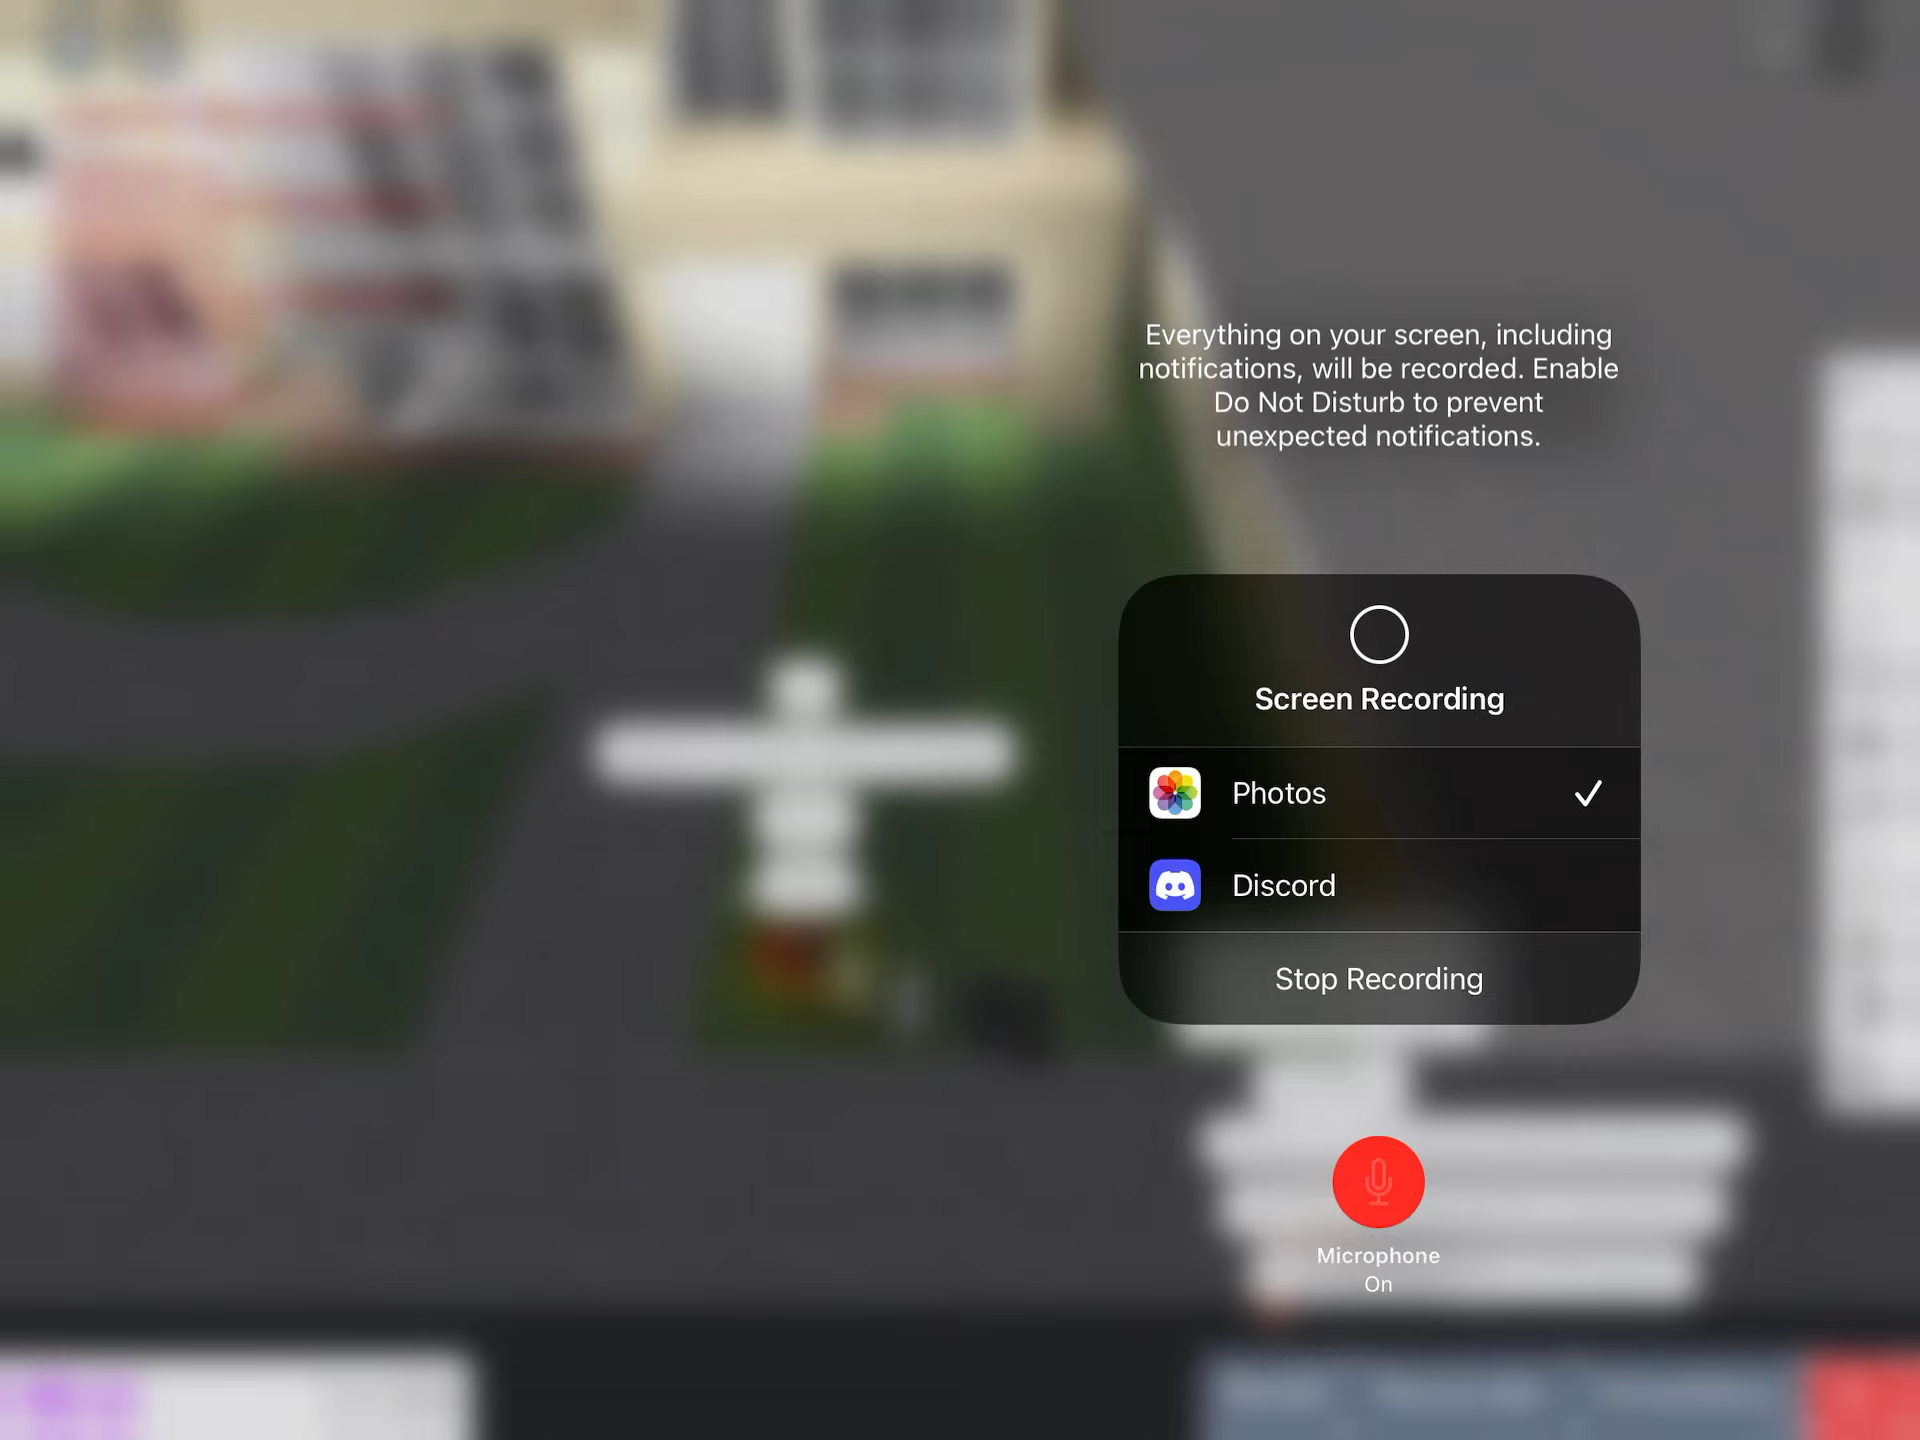 Everything on your screen, including
notifications, will be recorded. Enable
Do Not Disturb to prevent
unexpected notifications.
Screen Recording
Photos
Discord
Stop Recording
Microphone
On